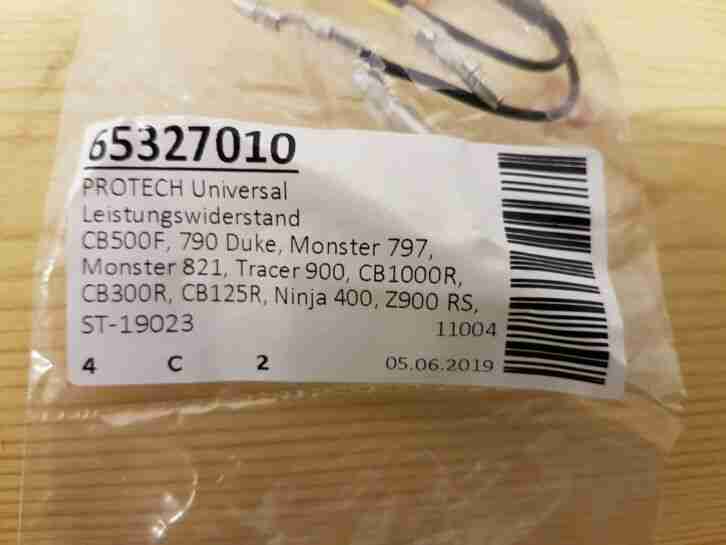 65327010
PROTECH Universal
Leistungswiderstand
CB500F, 790 Duke, Monster 797,
Monster 821, Tracer 900, CB1000R,
CB300R, CB125R, Ninja 400, Z900 RS,
ST-19023 11004
4 C 2 05.06.2019